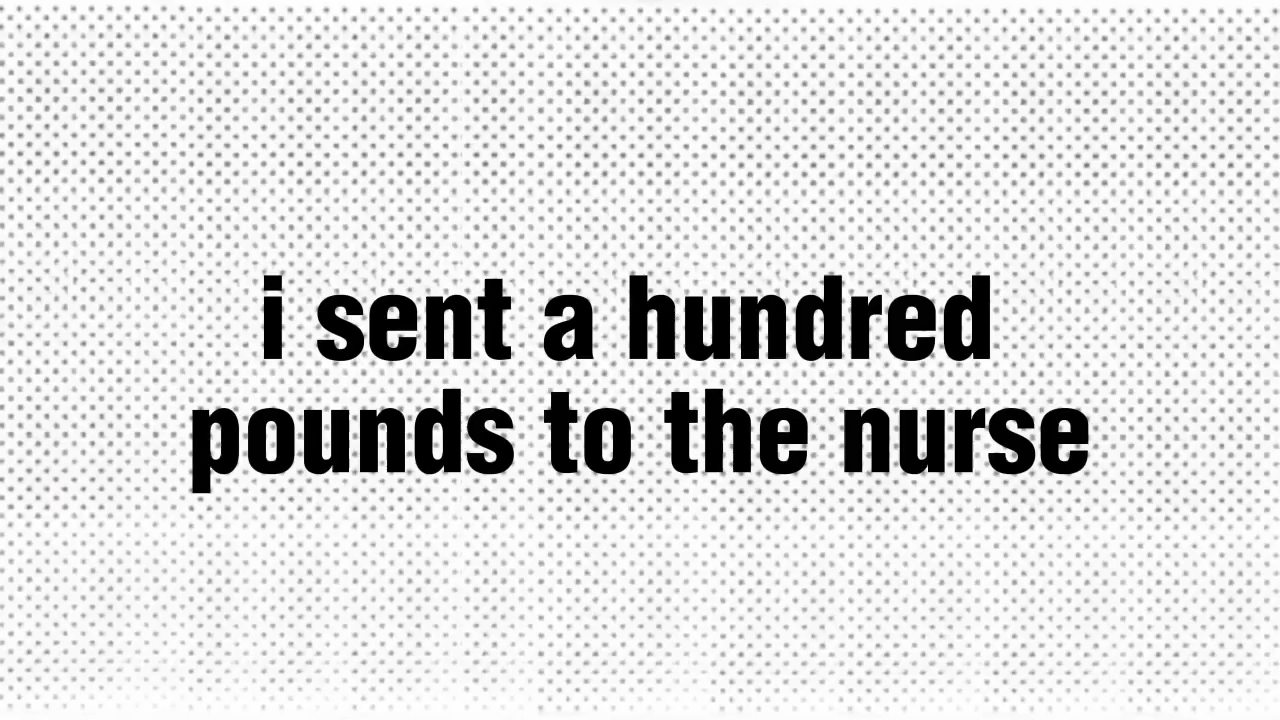 i sent a hundred
pounds to the nurse